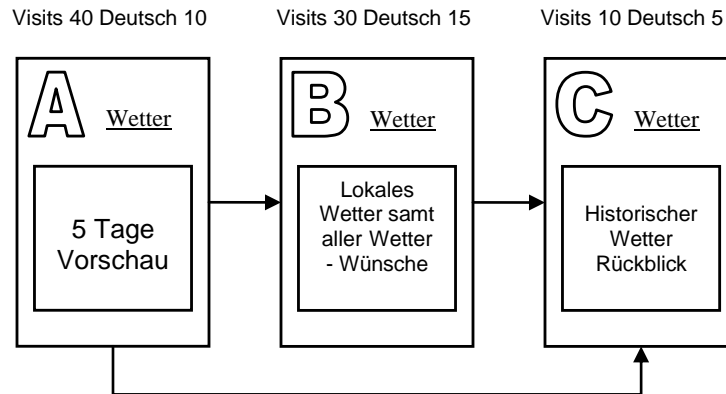 Visits 40 Deutsch 10
Visits 30 Deutsch 15
Visits 10 Deutsch 5
A Wetter
5 Tage
Vorschau
B Wetter
Lokales
Wetter samt
aller Wetter
- Wünsche
C Wetter
Historischer
Wetter
Rückblick